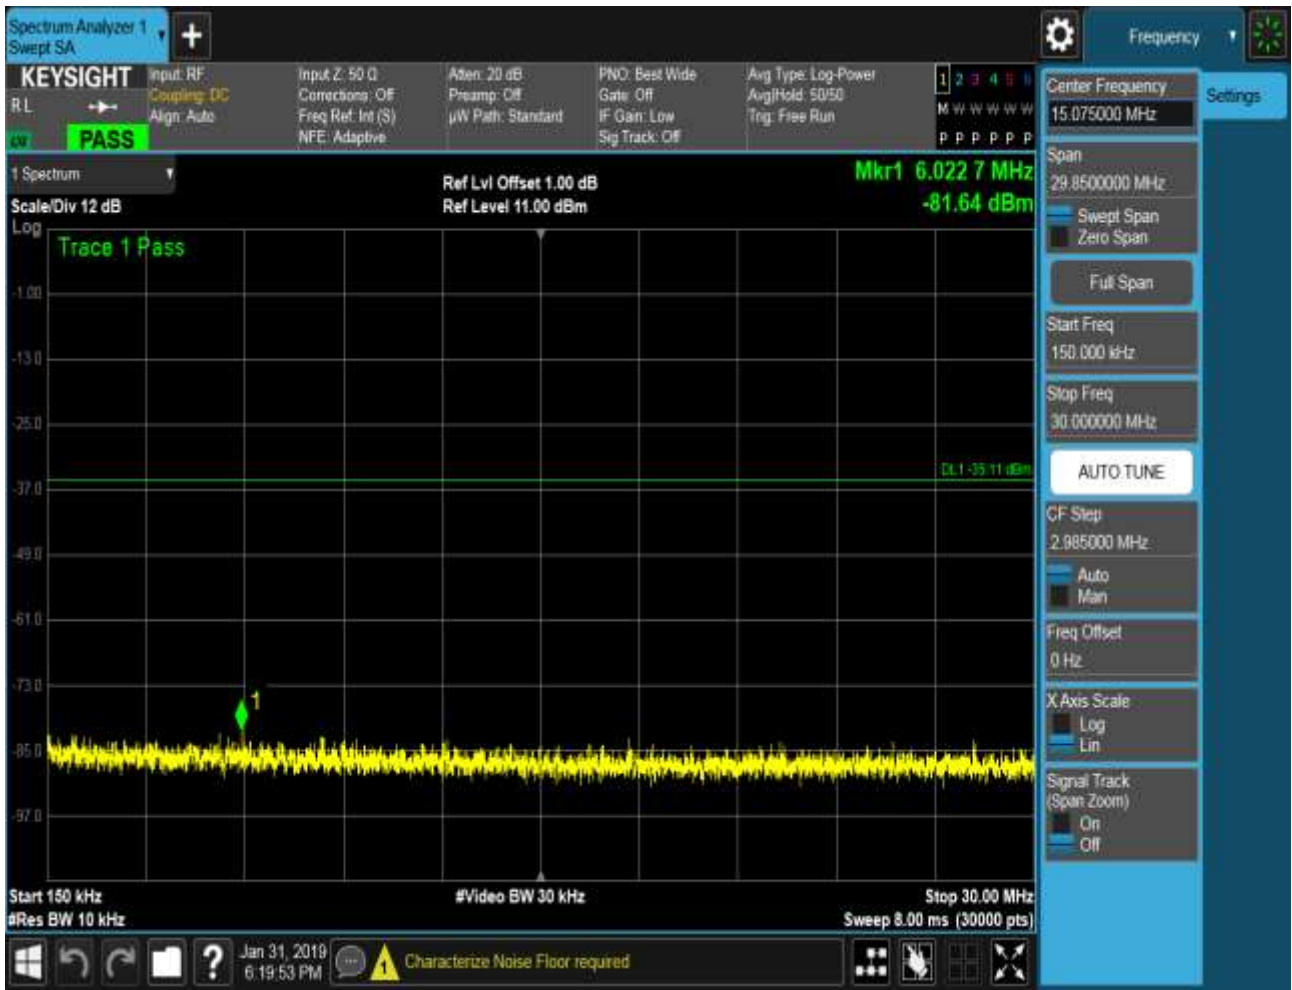 Spectrum Analyzer 1
Swept SA
+
Frequency
KEYSIGHT
R L
PASS
Input: RF
Coupling: DC
Align: Auto
Input Z: 50 Ω
Corrections: Off
Freq Ref: Int (S)
NFE: Adaptive
Atten: 20 dB
Preamp: Off
µW Path: Standard
PNO: Best Wide
Gate: Off
IF Gain: Low
Sig Track: Off
Avg Type: Log-Power
Avg|Hold: 50/50
Trig: Free Run
1 2 3 4 5 6
M W W W W W
P P P P P P
1 Spectrum
Scale/Div 12 dB
Log
Ref Lvl Offset 1.00 dB
Ref Level 11.00 dBm
Mkr1 6.022 7 MHz
-81.64 dBm
Trace 1 Pass
-1.00
-13.0
-25.0
-37.0
-49.0
-61.0
-73.0
-85.0
-97.0
DL1 -35.11 dBm
1
Start 150 kHz
#Res BW 10 kHz
#Video BW 30 kHz
Stop 30.00 MHz
Sweep 8.00 ms (30000 pts)
Center Frequency
15.075000 MHz
Settings
Span
29.8500000 MHz
Swept Span
Zero Span
Full Span
Start Freq
150.000 kHz
Stop Freq
30.000000 MHz
AUTO TUNE
CF Step
2.985000 MHz
Auto
Man
Freq Offset
0 Hz
X Axis Scale
Log
Lin
Signal Track
(Span Zoom)
On
Off
?
Jan 31, 2019
6:19:53 PM
1
Characterize Noise Floor required